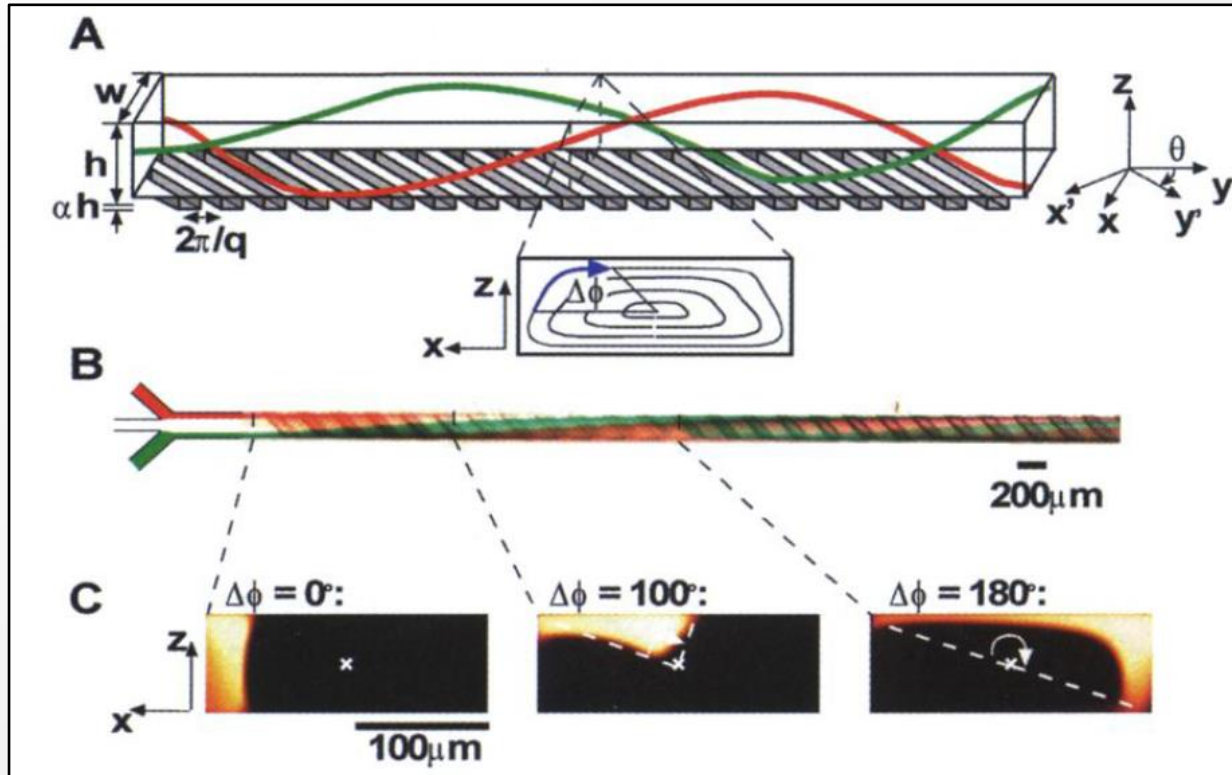 A
w
h
αh
2π/q
z
θ
y
x'
x
y'
z
Δϕ
x
B
200μm
C
Δϕ = 0°:
Δϕ = 100°:
Δϕ = 180°:
z
x
100μm